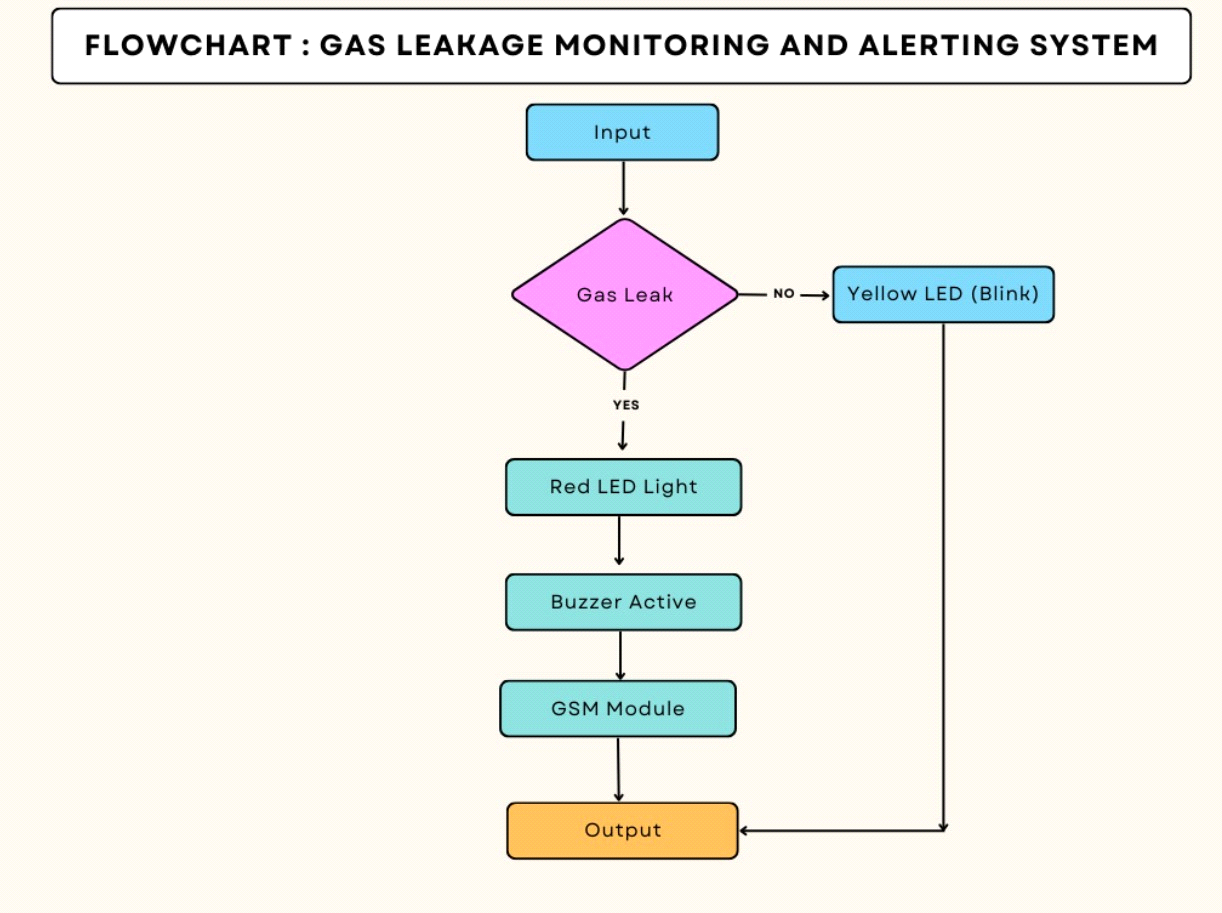 FLOWCHART : GAS LEAKAGE MONITORING AND ALERTING SYSTEM
Input
Gas Leak
NO
Yellow LED (Blink)
YES
Red LED Light
Buzzer Active
GSM Module
Output